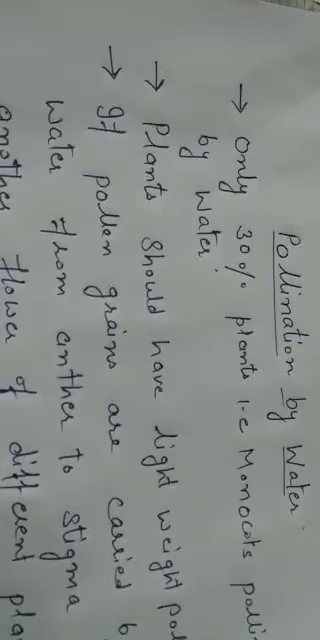 Pollination by Water
→ Only 30% plants i.e Monocots polli
by Water.
→ Plants should have light weight pol
→ If pollen grains are carried b
Water from anther to stigma
another flower of different plan